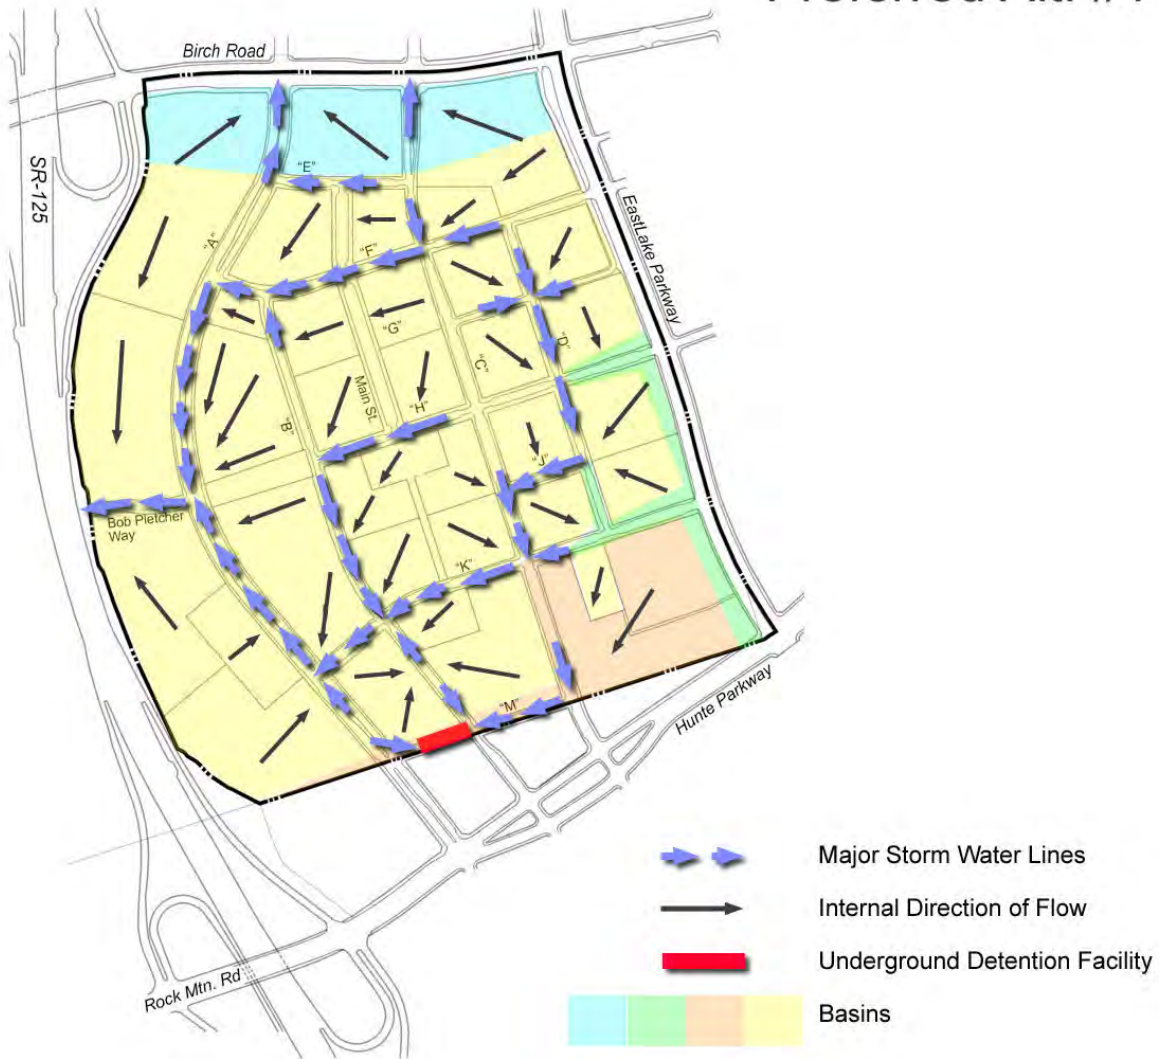 Birch Road
SR-125
"E"
"A"
"F"
EastLake Parkway
"G"
"D"
"C"
Main St.
"H"
"B"
"J"
Bob Pletcher
Way
"K"
"M"
Hunte Parkway
Rock Mtn. Rd
Major Storm Water Lines
Internal Direction of Flow
Underground Detention Facility
Basins